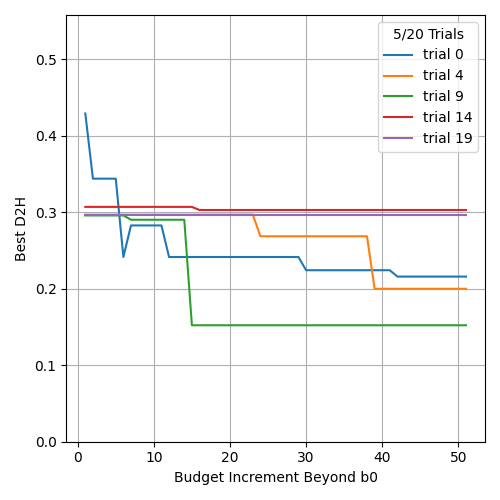 5/20 Trials
trial 0
trial 4
trial 9
trial 14
trial 19
Best D2H
0.5
0.4
0.3
0.2
0.1
0.0
0 10 20 30 40 50
Budget Increment Beyond b0